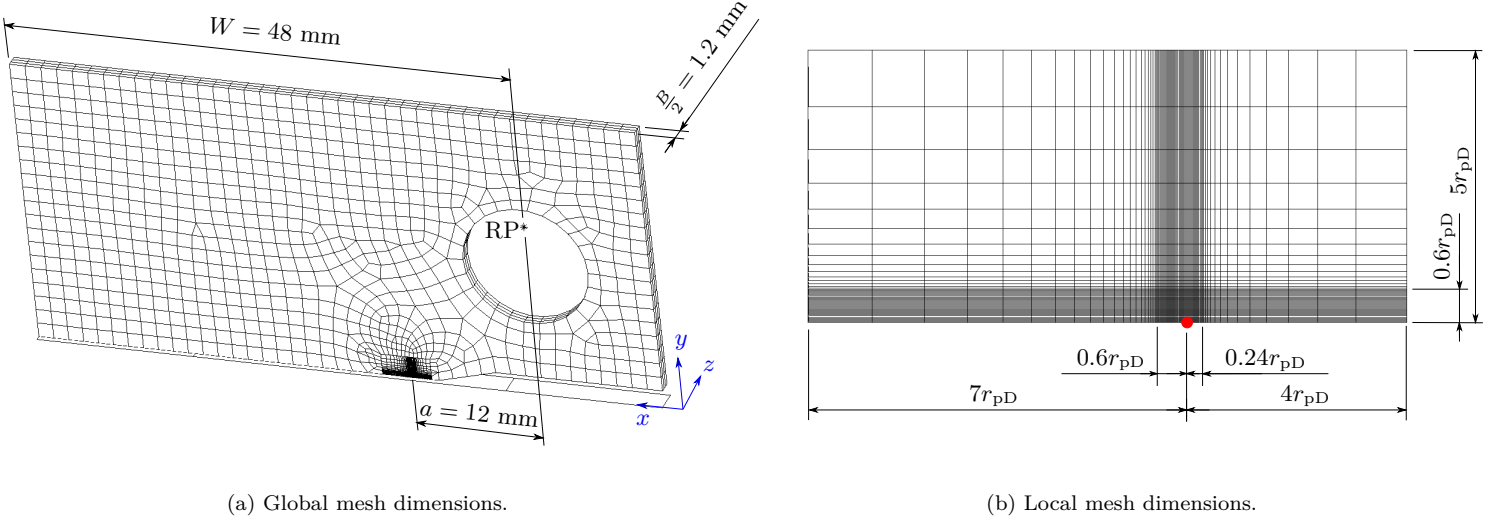 W = 48 mm
B/2 = 1.2 mm
RP*
a = 12 mm
y
z
x
5r_pD
0.6r_pD
0.6r_pD
0.24r_pD
7r_pD
4r_pD
(a) Global mesh dimensions.
(b) Local mesh dimensions.